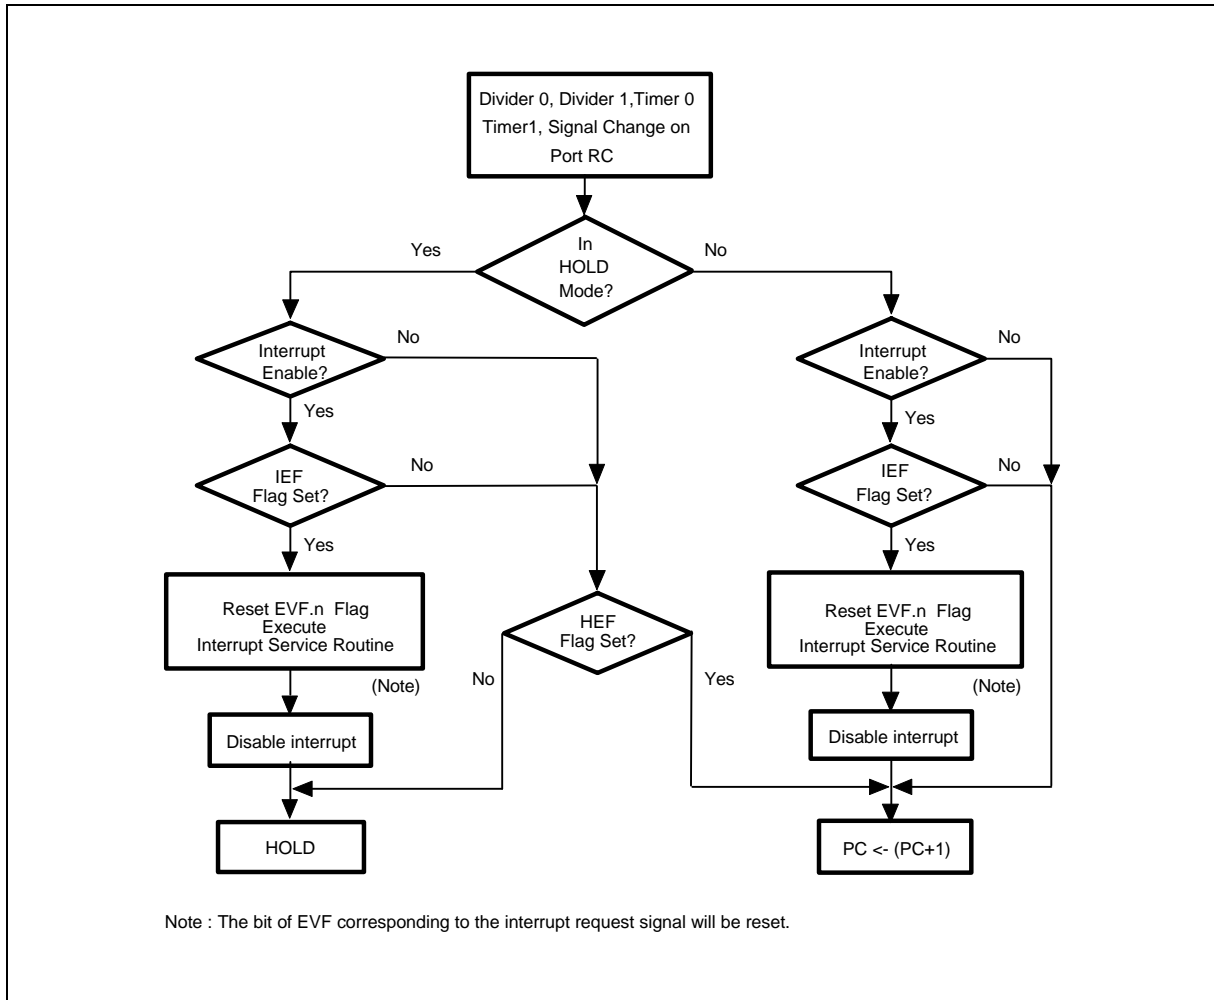 Divider 0, Divider 1,Timer 0
Timer1, Signal Change on
Port RC
In
HOLD
Mode?
Yes
No
Interrupt
Enable?
No
Yes
IEF
Flag Set?
No
Yes
Reset EVF.n Flag
Execute
Interrupt Service Routine
(Note)
Disable interrupt
HOLD
HEF
Flag Set?
No
Yes
Interrupt
Enable?
No
Yes
IEF
Flag Set?
No
Yes
Reset EVF.n Flag
Execute
Interrupt Service Routine
(Note)
Disable interrupt
PC <- (PC+1)
Note : The bit of EVF corresponding to the interrupt request signal will be reset.